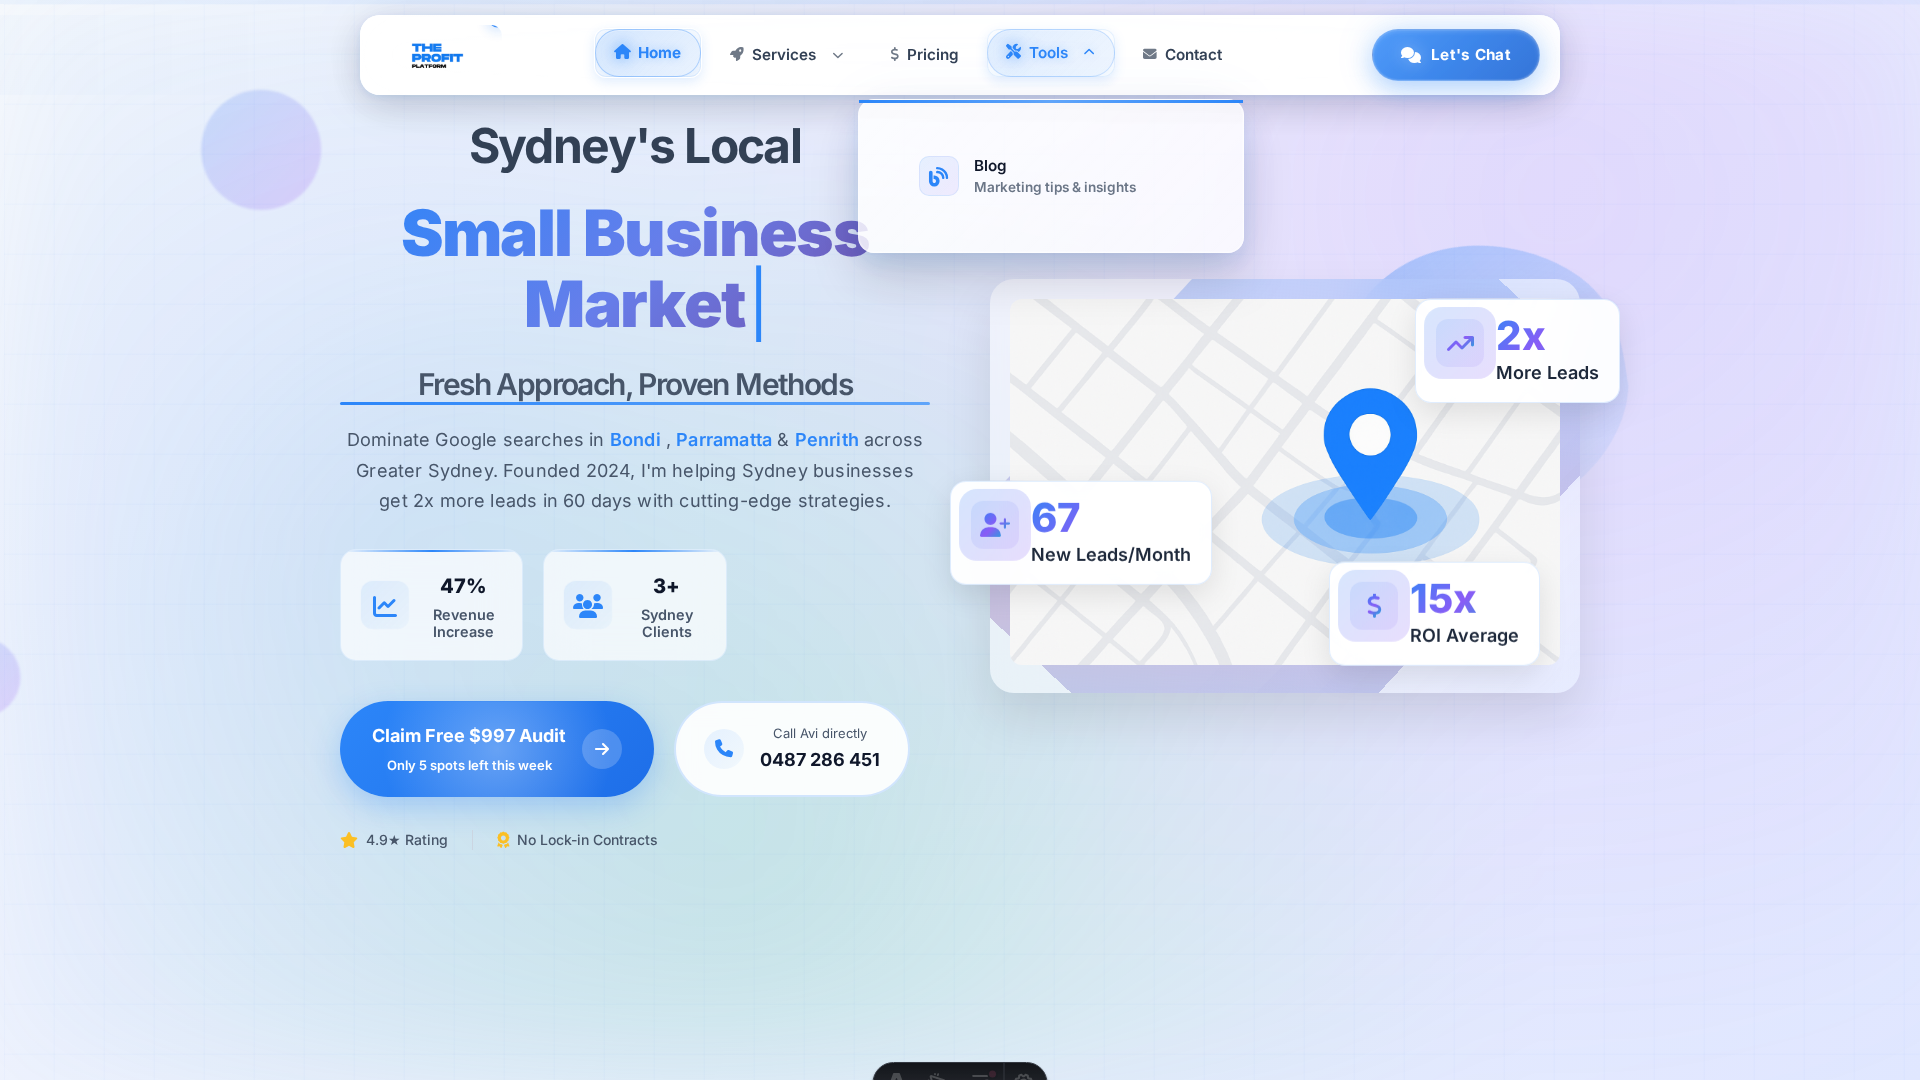 THE
PROFIT
PLATFORM
Home
Services
Pricing
Tools
Contact
Let's Chat
Blog
Marketing tips & insights
Sydney's Local
Small Business
Market
Fresh Approach, Proven Methods
Dominate Google searches in Bondi , Parramatta & Penrith across
Greater Sydney. Founded 2024, I'm helping Sydney businesses
get 2x more leads in 60 days with cutting-edge strategies.
47%
Revenue
Increase
3+
Sydney
Clients
Claim Free $997 Audit
Only 5 spots left this week
Call Avi directly
0487 286 451
4.9★ Rating
No Lock-in Contracts
2x
More Leads
67
New Leads/Month
15x
ROI Average